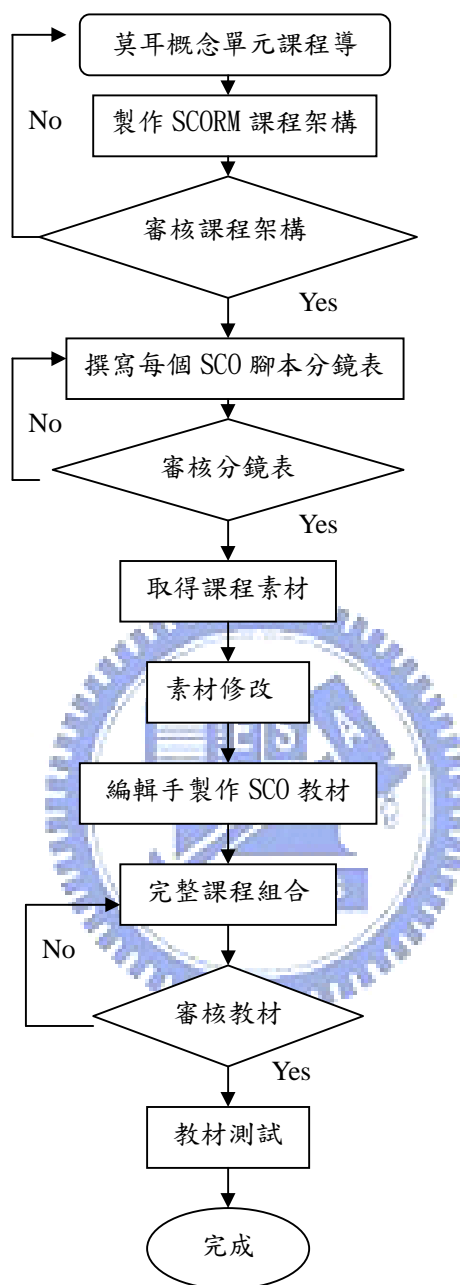 莫耳概念單元課程導
No
製作 SCORM 課程架構
審核課程架構
Yes
撰寫每個 SCO 腳本分鏡表
No
審核分鏡表
Yes
取得課程素材
素材修改
E S A
編輯手製作 SCO 教材
完整課程組合
No
審核教材
Yes
教材測試
完成